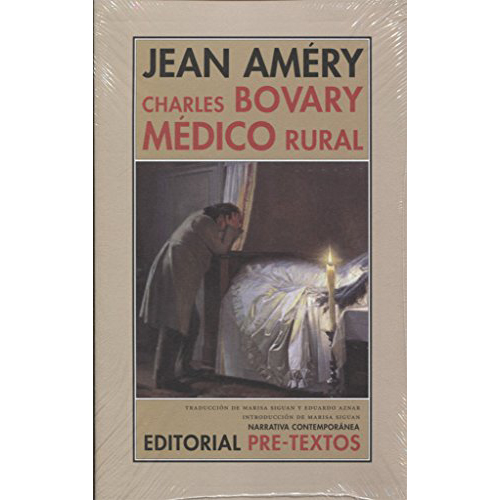 JEAN AMÉRY
CHARLES BOVARY
MÉDICO RURAL
TRADUCCIÓN DE MARISA SIGUAN Y EDUARDO AZNAR
INTRODUCCIÓN DE MARISA SIGUAN
NARRATIVA CONTEMPORÁNEA
EDITORIAL PRE-TEXTOS